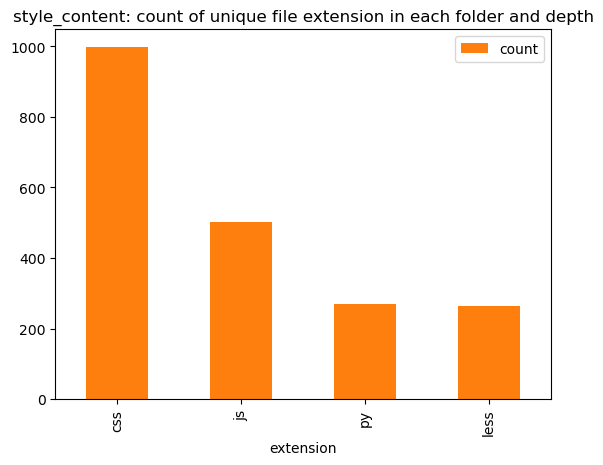 style_content: count of unique file extension in each folder and depth
count
1000
800
600
400
200
0
css
js
py
less
extension